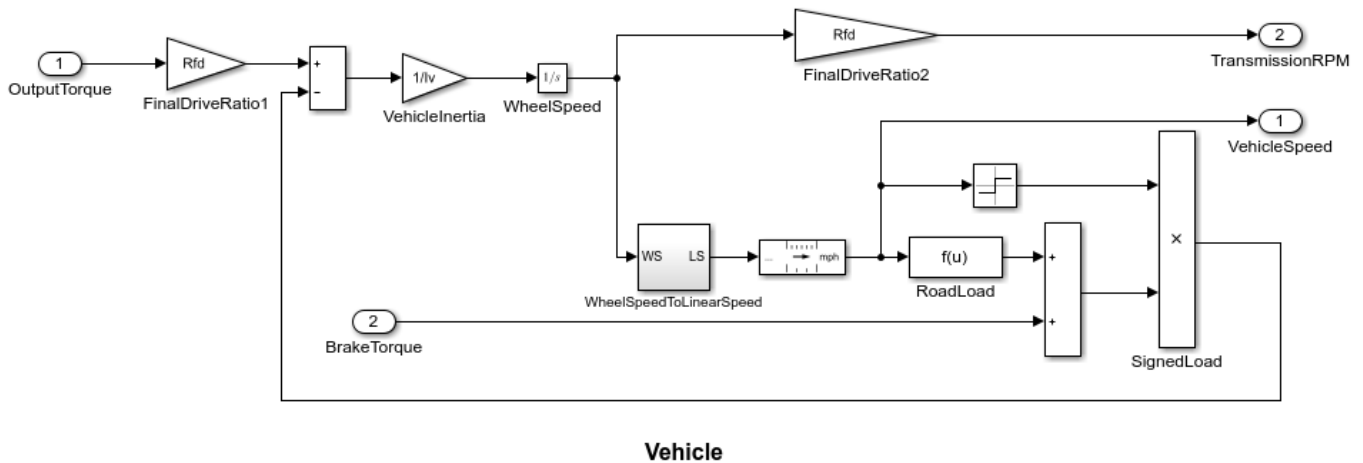 1
OutputTorque
Rfd
FinalDriveRatio1
+
−
1/Iv
VehicleInertia
1/s
WheelSpeed
Rfd
FinalDriveRatio2
2
TransmissionRPM
1
VehicleSpeed
WS LS
WheelSpeedToLinearSpeed
... mph
f(u)
RoadLoad
+
+
×
SignedLoad
2
BrakeTorque
Vehicle